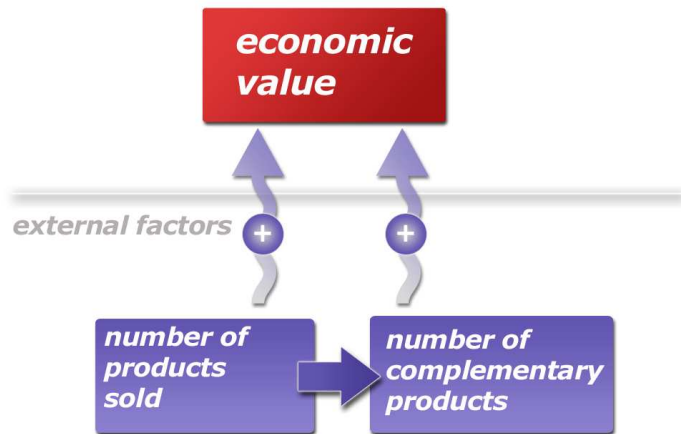 economic
value
external factors
+
+
number of
products
sold
number of
complementary
products